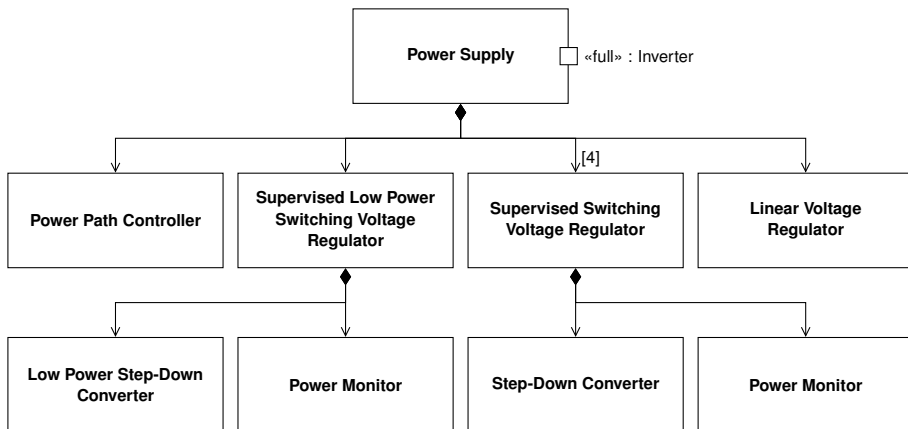 Power Supply
«full» : Inverter
[4]
Power Path Controller
Supervised Low Power
Switching Voltage
Regulator
Supervised Switching
Voltage Regulator
Linear Voltage
Regulator
Low Power Step-Down
Converter
Power Monitor
Step-Down Converter
Power Monitor